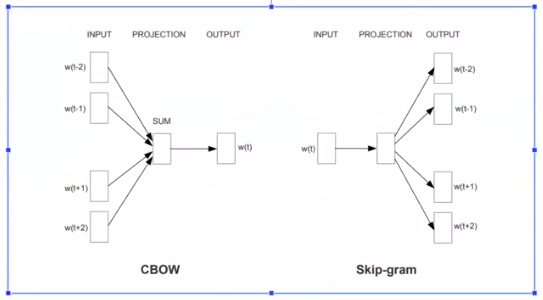 INPUT PROJECTION OUTPUT
w(t-2)
w(t-1)
SUM
w(t)
w(t+1)
w(t+2)
CBOW
INPUT PROJECTION OUTPUT
w(t-2)
w(t-1)
w(t)
w(t+1)
w(t+2)
Skip-gram